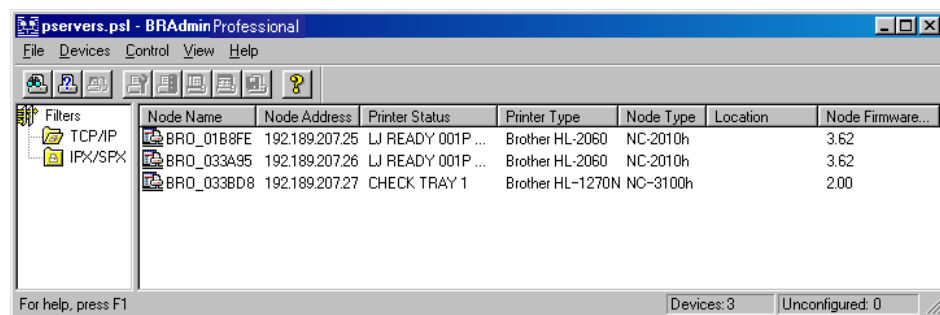 pservers.psl - BRAdmin Professional
File Devices Control View Help
Filters
TCP/IP
IPX/SPX
Node Name Node Address Printer Status Printer Type Node Type Location Node Firmware...
BRO_01B8FE 192.189.207.25 LJ READY 001P ... Brother HL-2060 NC-2010h 3.62
BRO_033A95 192.189.207.26 LJ READY 001P ... Brother HL-2060 NC-2010h 3.62
BRO_033BD8 192.189.207.27 CHECK TRAY 1 Brother HL-1270N NC-3100h 2.00
For help, press F1 Devices: 3 Unconfigured: 0